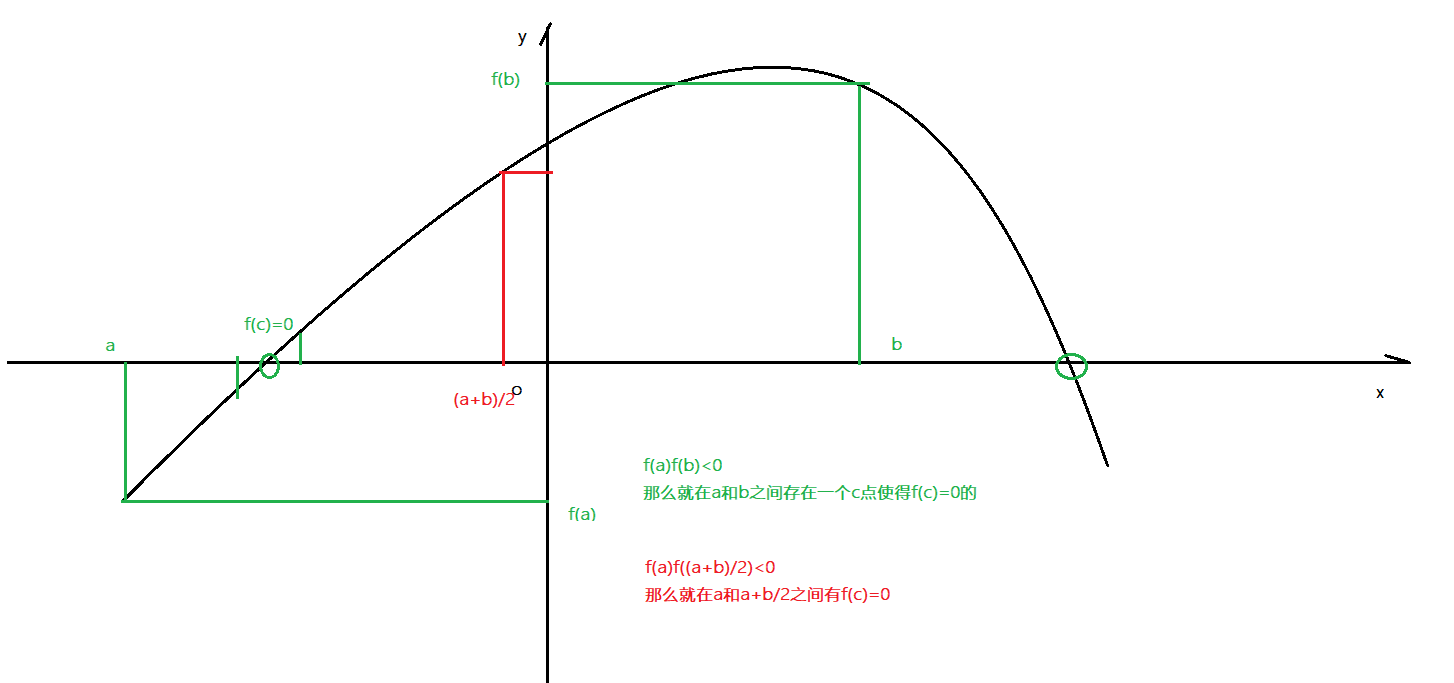 y
f(b)
f(c)=0
a
b
o
(a+b)/2
x
f(a)f(b)<0
那么就在a和b之间存在一个c点使得f(c)=0的
f(a)
f(a)f((a+b)/2)<0
那么就在a和a+b/2之间有f(c)=0